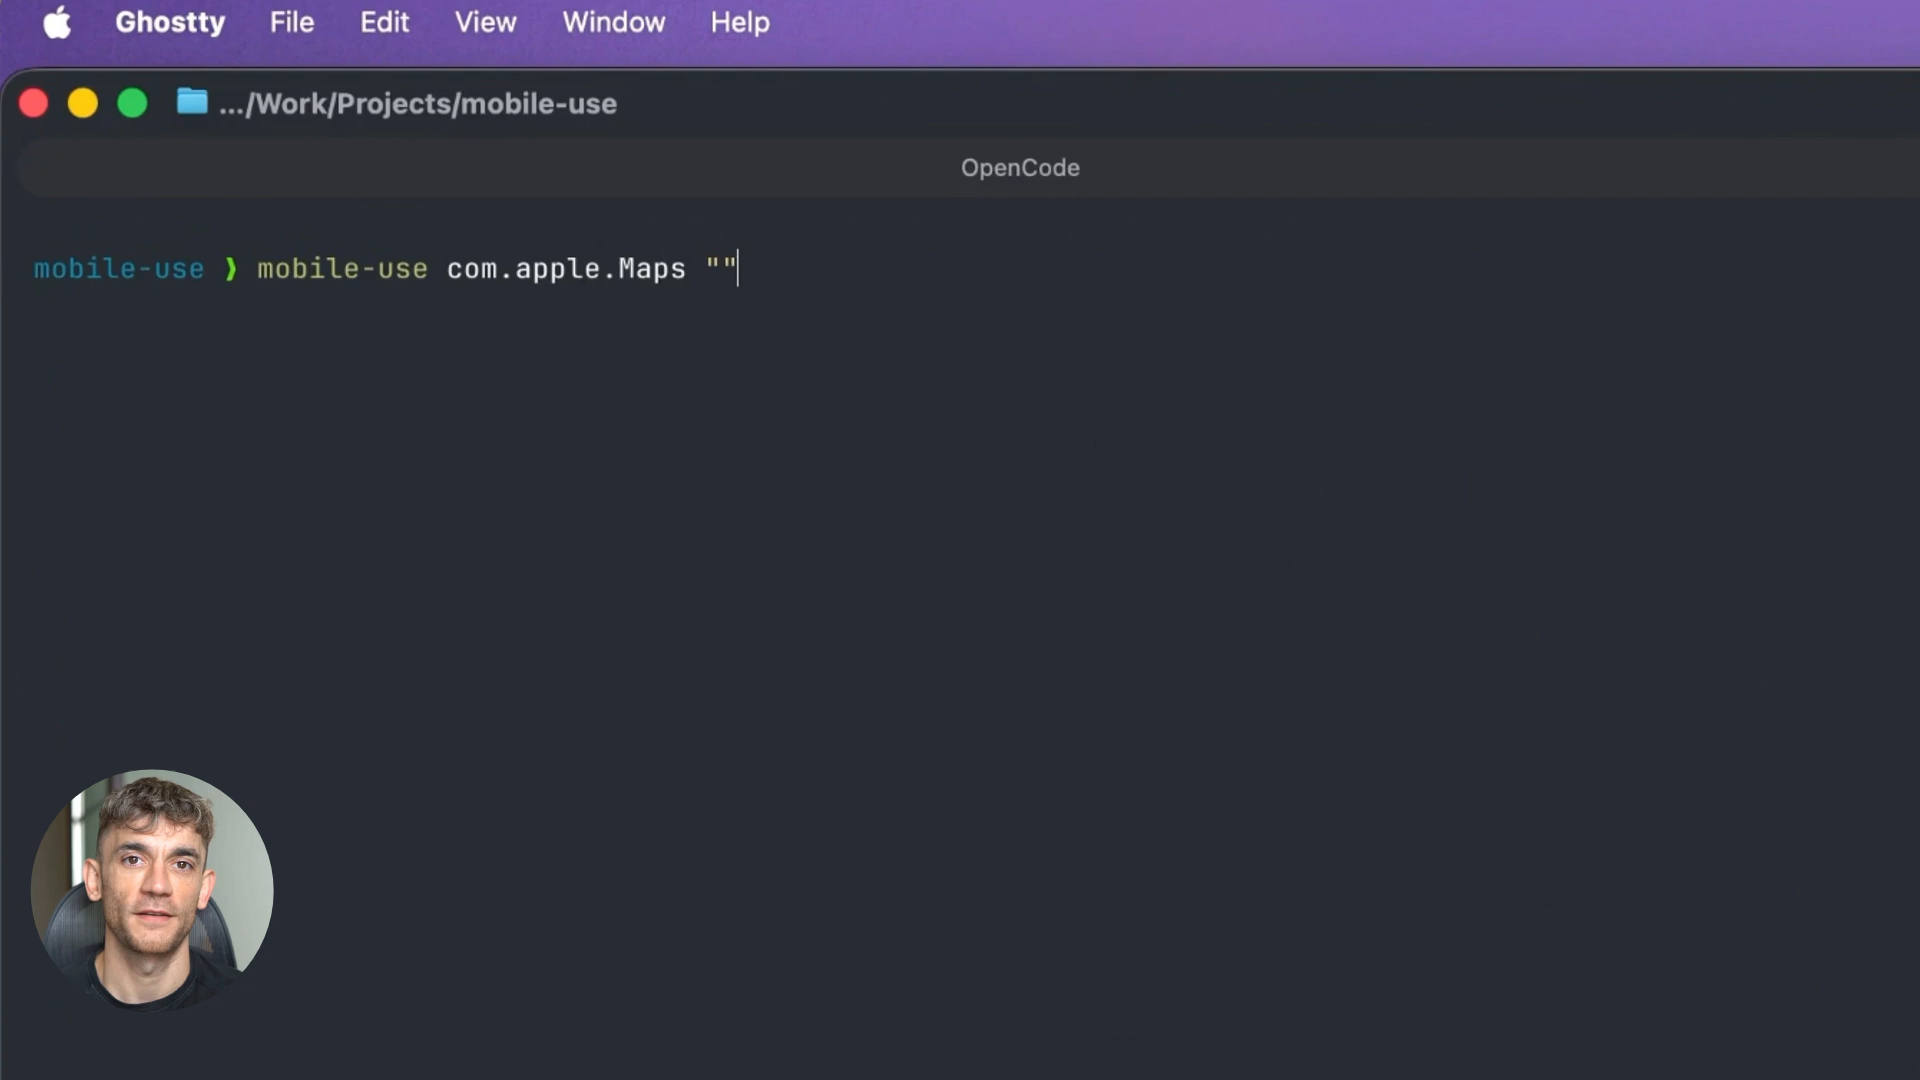 Ghostty File Edit View Window Help
.../Work/Projects/mobile-use
OpenCode
mobile-use ❯ mobile-use com.apple.Maps ""